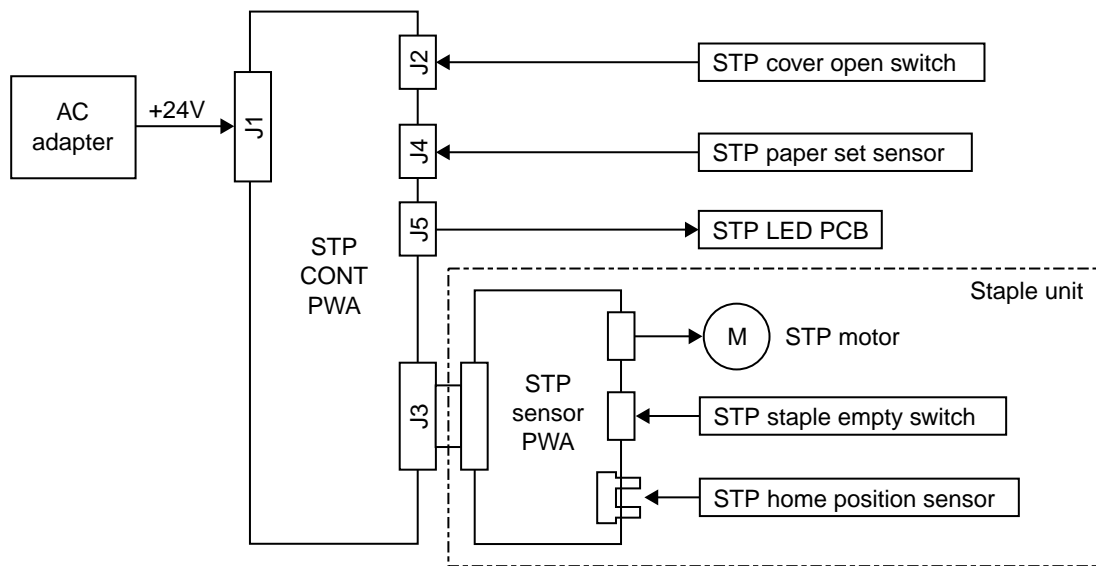 AC
adapter
+24V
J1
STP
CONT
PWA
J2
STP cover open switch
J4
STP paper set sensor
J5
STP LED PCB
J3
Staple unit
STP
sensor
PWA
M
STP motor
STP staple empty switch
STP home position sensor